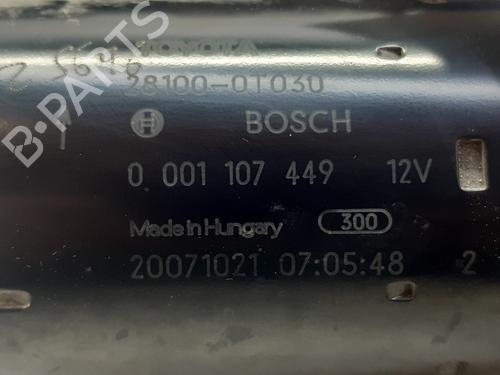 TOYOTA
28100-0T030
BOSCH
0 001 107 449 12V
Made in Hungary 300
20071021 07:05:48 2
B-PARTS